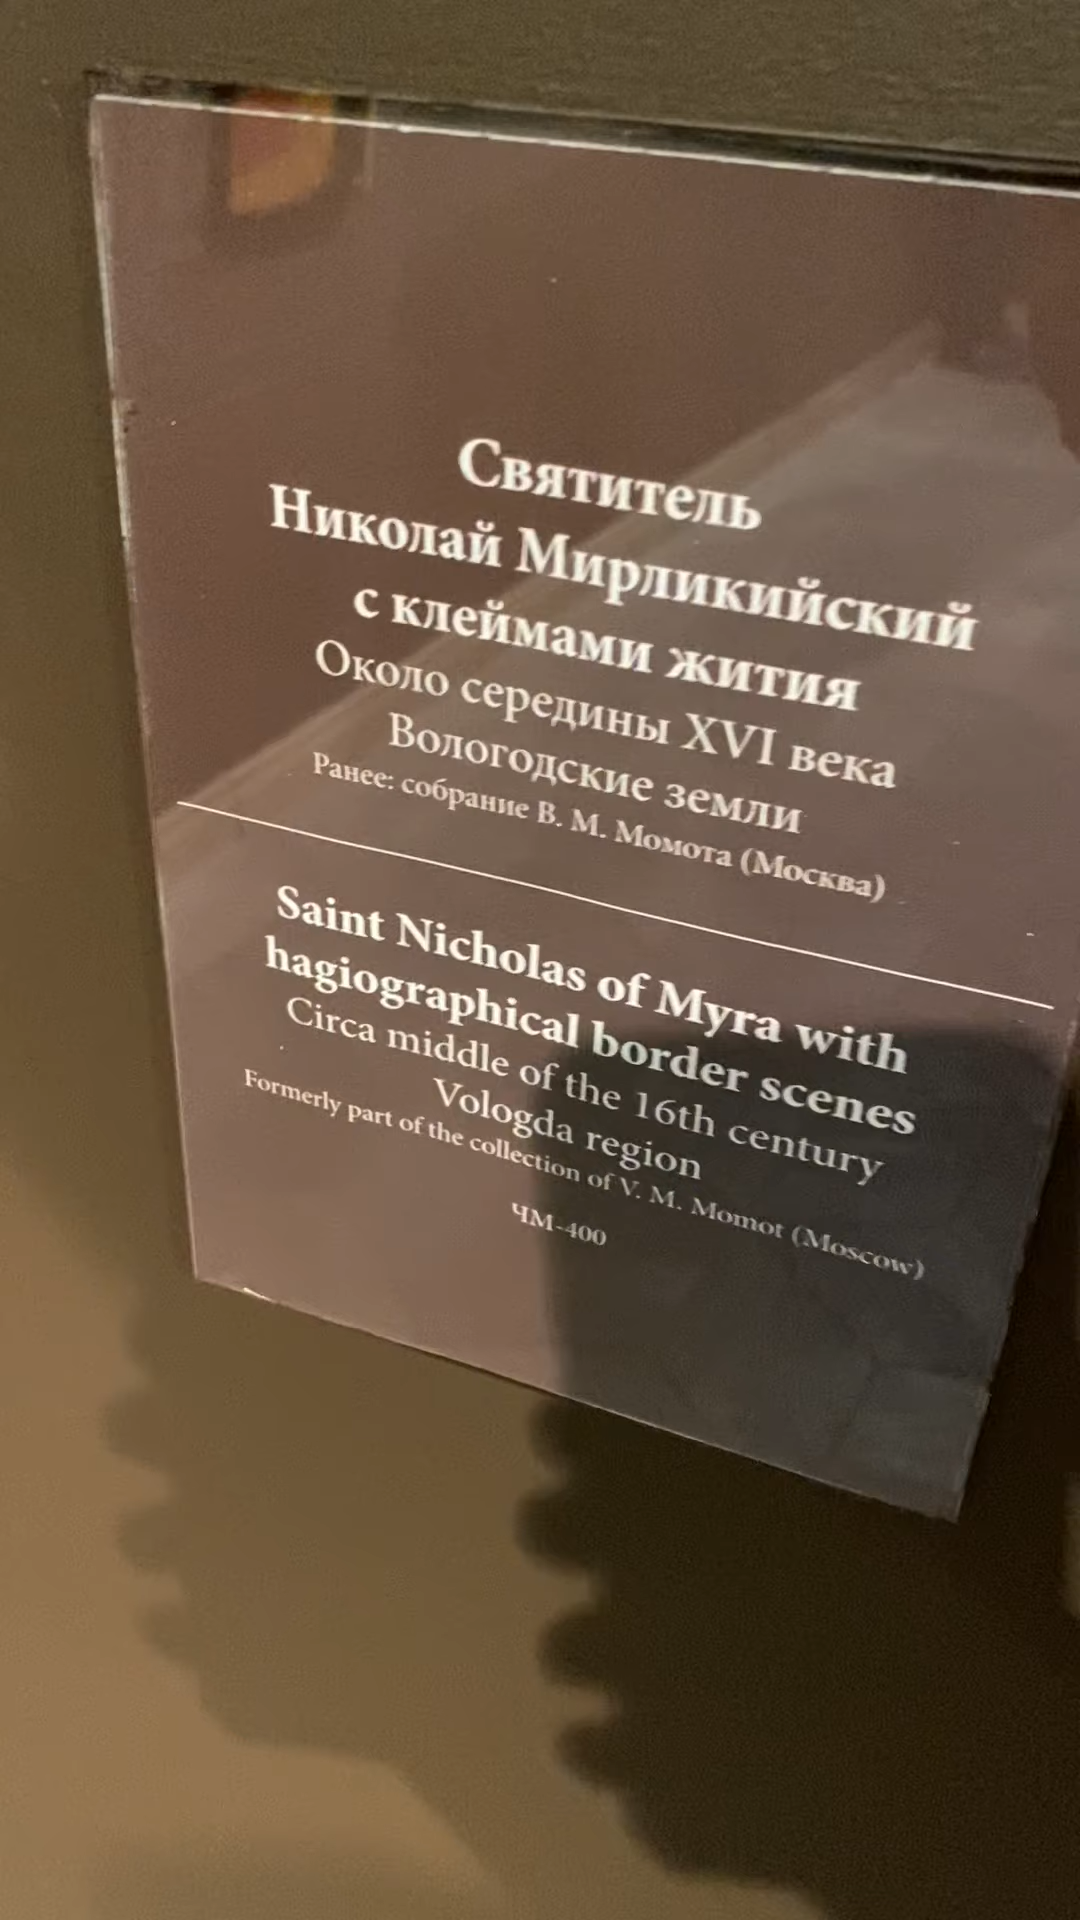 Святитель
Николай Мирликийский
с клеймами жития
Около середины XVI века
Вологодские земли
Ранее: собрание В. М. Момота (Москва)
Saint Nicholas of Myra with
hagiographical border scenes
Circa middle of the 16th century
Vologda region
Formerly part of the collection of V. M. Momot (Moscow)
ЧМ-400